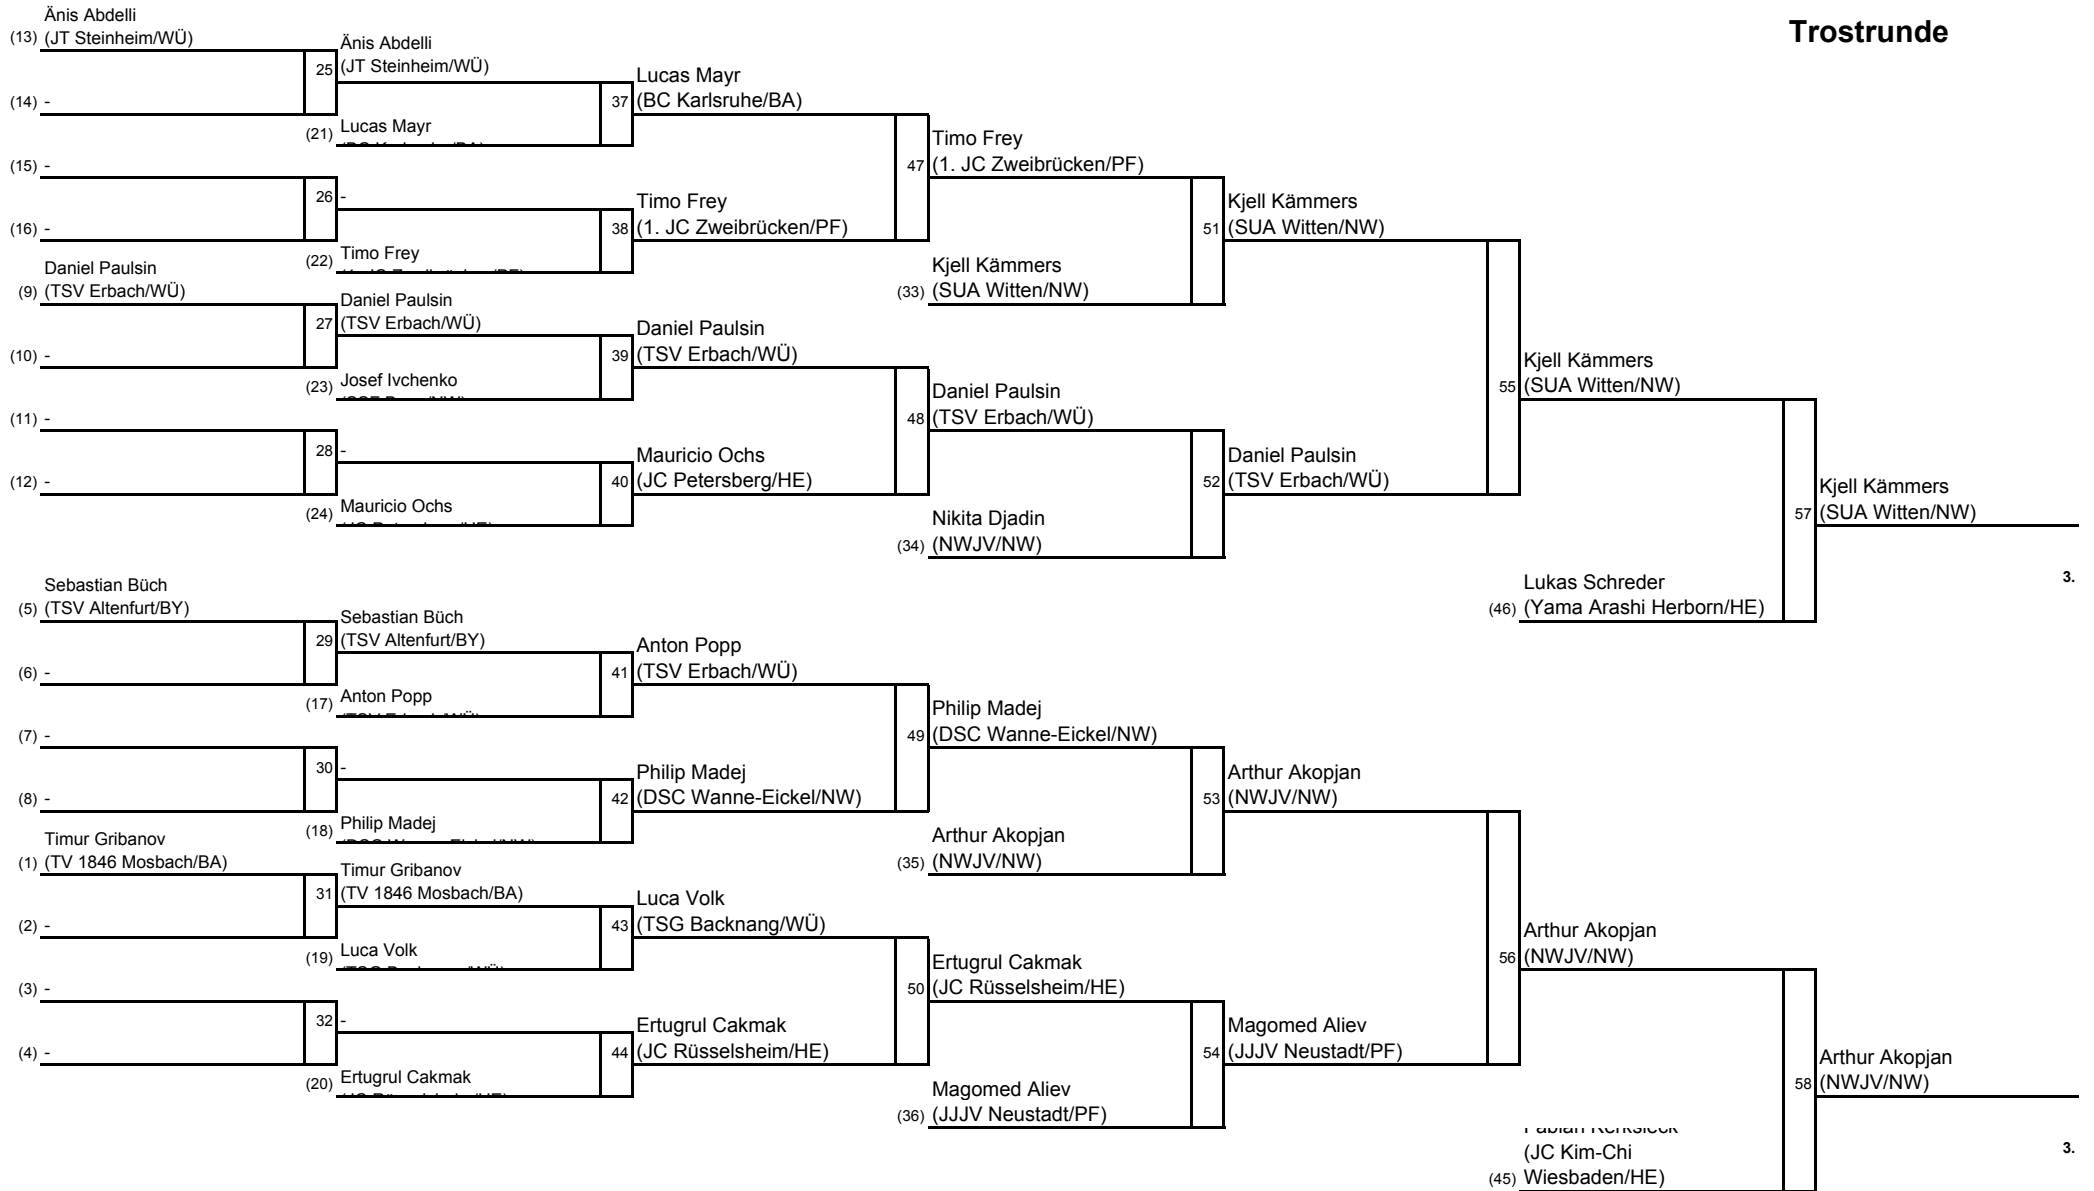 Trostrunde
Änis Abdelli
(13) (JT Steinheim/WÜ)
(14) -
(15) -
(16) -
Daniel Paulsin
(9) (TSV Erbach/WÜ)
(10) -
(11) -
(12) -
Sebastian Büch
(5) (TSV Altenfurt/BY)
(6) -
(7) -
(8) -
Timur Gribanov
(1) (TV 1846 Mosbach/BA)
(2) -
(3) -
(4) -
Änis Abdelli
25 (JT Steinheim/WÜ)
(21) Lucas Mayr
26 -
(22) Timo Frey
Daniel Paulsin
27 (TSV Erbach/WÜ)
(23) Josef Ivchenko
28 -
(24) Mauricio Ochs
Sebastian Büch
29 (TSV Altenfurt/BY)
(17) Anton Popp
30 -
(18) Philip Madej
Timur Gribanov
31 (TV 1846 Mosbach/BA)
(19) Luca Volk
32 -
(20) Ertugrul Cakmak
Lucas Mayr
37 (BC Karlsruhe/BA)
Timo Frey
38 (1. JC Zweibrücken/PF)
Daniel Paulsin
39 (TSV Erbach/WÜ)
Mauricio Ochs
40 (JC Petersberg/HE)
Anton Popp
41 (TSV Erbach/WÜ)
Philip Madej
42 (DSC Wanne-Eickel/NW)
Luca Volk
43 (TSG Backnang/WÜ)
Ertugrul Cakmak
44 (JC Rüsselsheim/HE)
Timo Frey
47 (1. JC Zweibrücken/PF)
Kjell Kämmers
(33) (SUA Witten/NW)
Daniel Paulsin
48 (TSV Erbach/WÜ)
Nikita Djadin
(34) (NWJV/NW)
Philip Madej
49 (DSC Wanne-Eickel/NW)
Arthur Akopjan
(35) (NWJV/NW)
Ertugrul Cakmak
50 (JC Rüsselsheim/HE)
Magomed Aliev
(36) (JJJV Neustadt/PF)
Kjell Kämmers
51 (SUA Witten/NW)
Daniel Paulsin
52 (TSV Erbach/WÜ)
Arthur Akopjan
53 (NWJV/NW)
Magomed Aliev
54 (JJJV Neustadt/PF)
Kjell Kämmers
55 (SUA Witten/NW)
Lukas Schreder
(46) (Yama Arashi Herborn/HE)
Arthur Akopjan
56 (NWJV/NW)
(JC Kim-Chi
(45) Wiesbaden/HE)
Kjell Kämmers
57 (SUA Witten/NW)
3.
Arthur Akopjan
58 (NWJV/NW)
3.